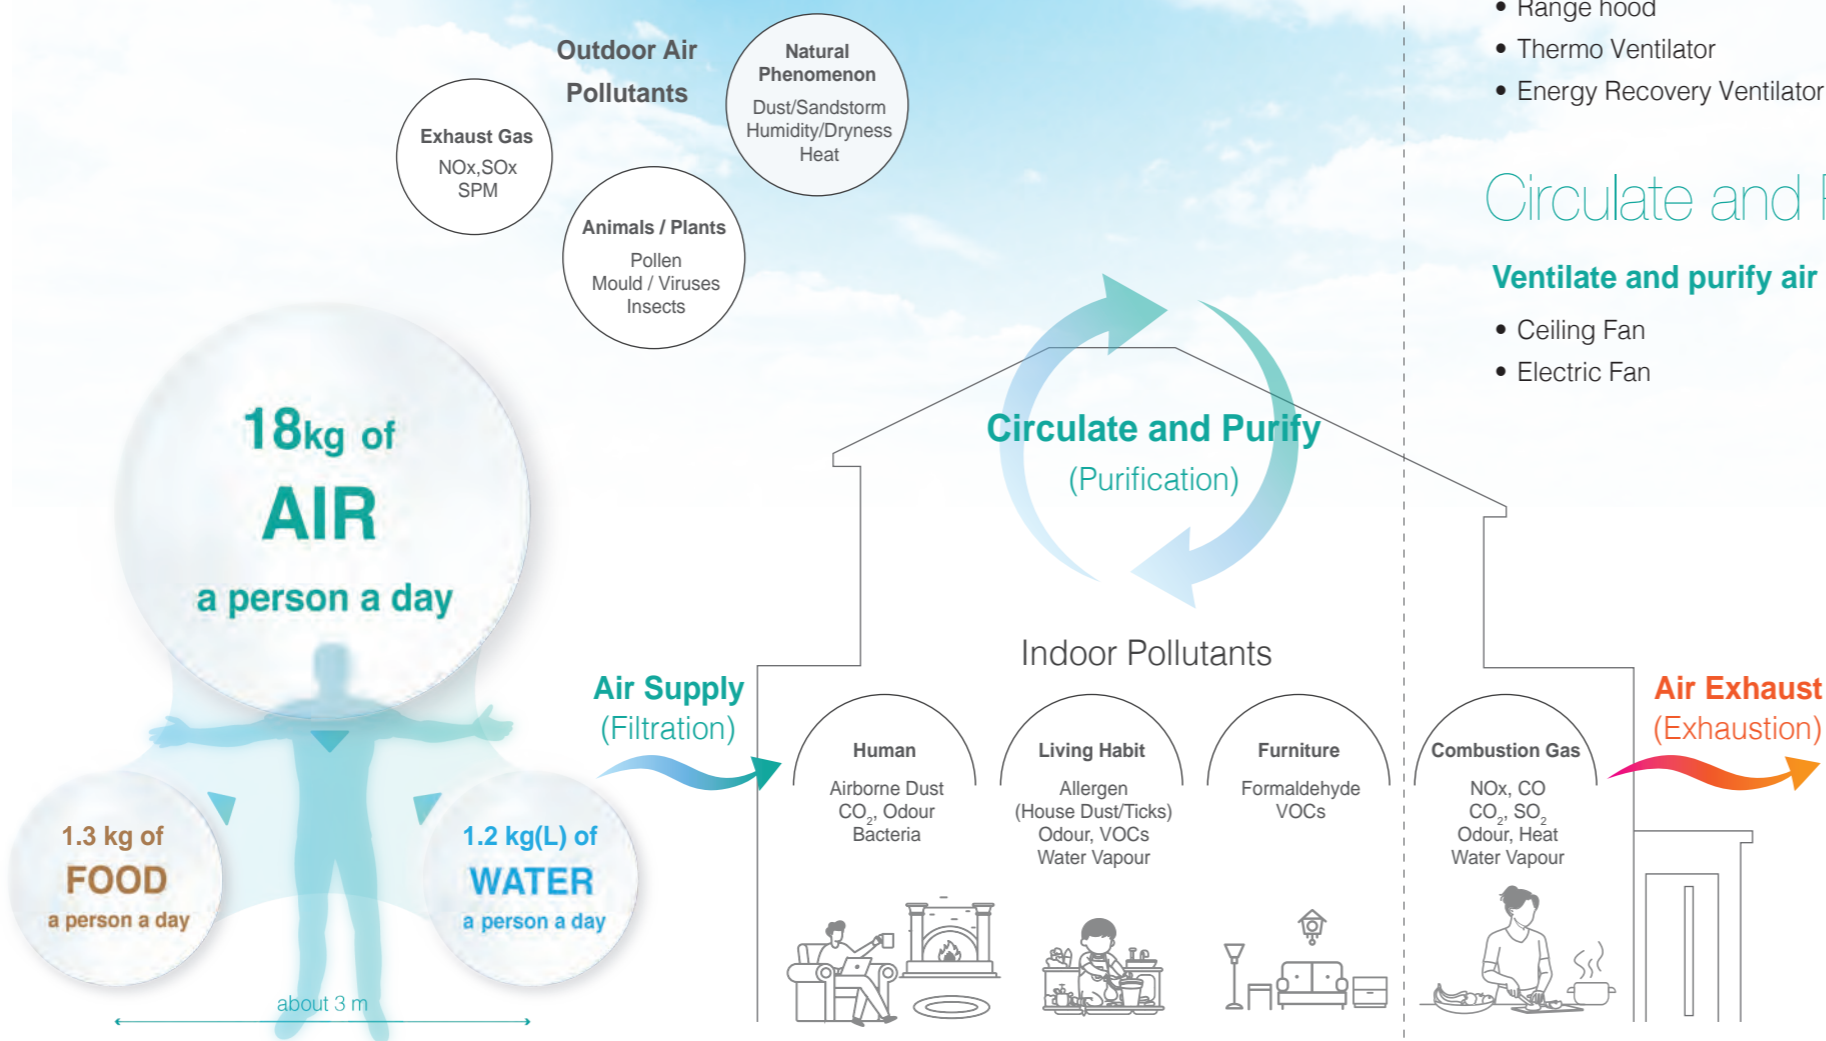 Outdoor Air
Pollutants
Exhaust Gas
NOx,SOx
SPM
Natural
Phenomenon
Dust/Sandstorm
Humidity/Dryness
Heat
Animals / Plants
Pollen
Mould / Viruses
Insects
18kg of
AIR
a person a day
1.3 kg of
FOOD
a person a day
1.2 kg(L) of
WATER
a person a day
about 3 m
Air Supply
(Filtration)
Circulate and Purify
(Purification)
Indoor Pollutants
Human
Airborne Dust
CO₂, Odour
Bacteria
Living Habit
Allergen
(House Dust/Ticks)
Odour, VOCs
Water Vapour
Furniture
Formaldehyde
VOCs
Combustion Gas
NOx, CO
CO₂, SO₂
Odour, Heat
Water Vapour
Air Exhaust
(Exhaustion)
• Range hood
• Thermo Ventilator
• Energy Recovery Ventilator
Circulate and
Ventilate and purify air
• Ceiling Fan
• Electric Fan